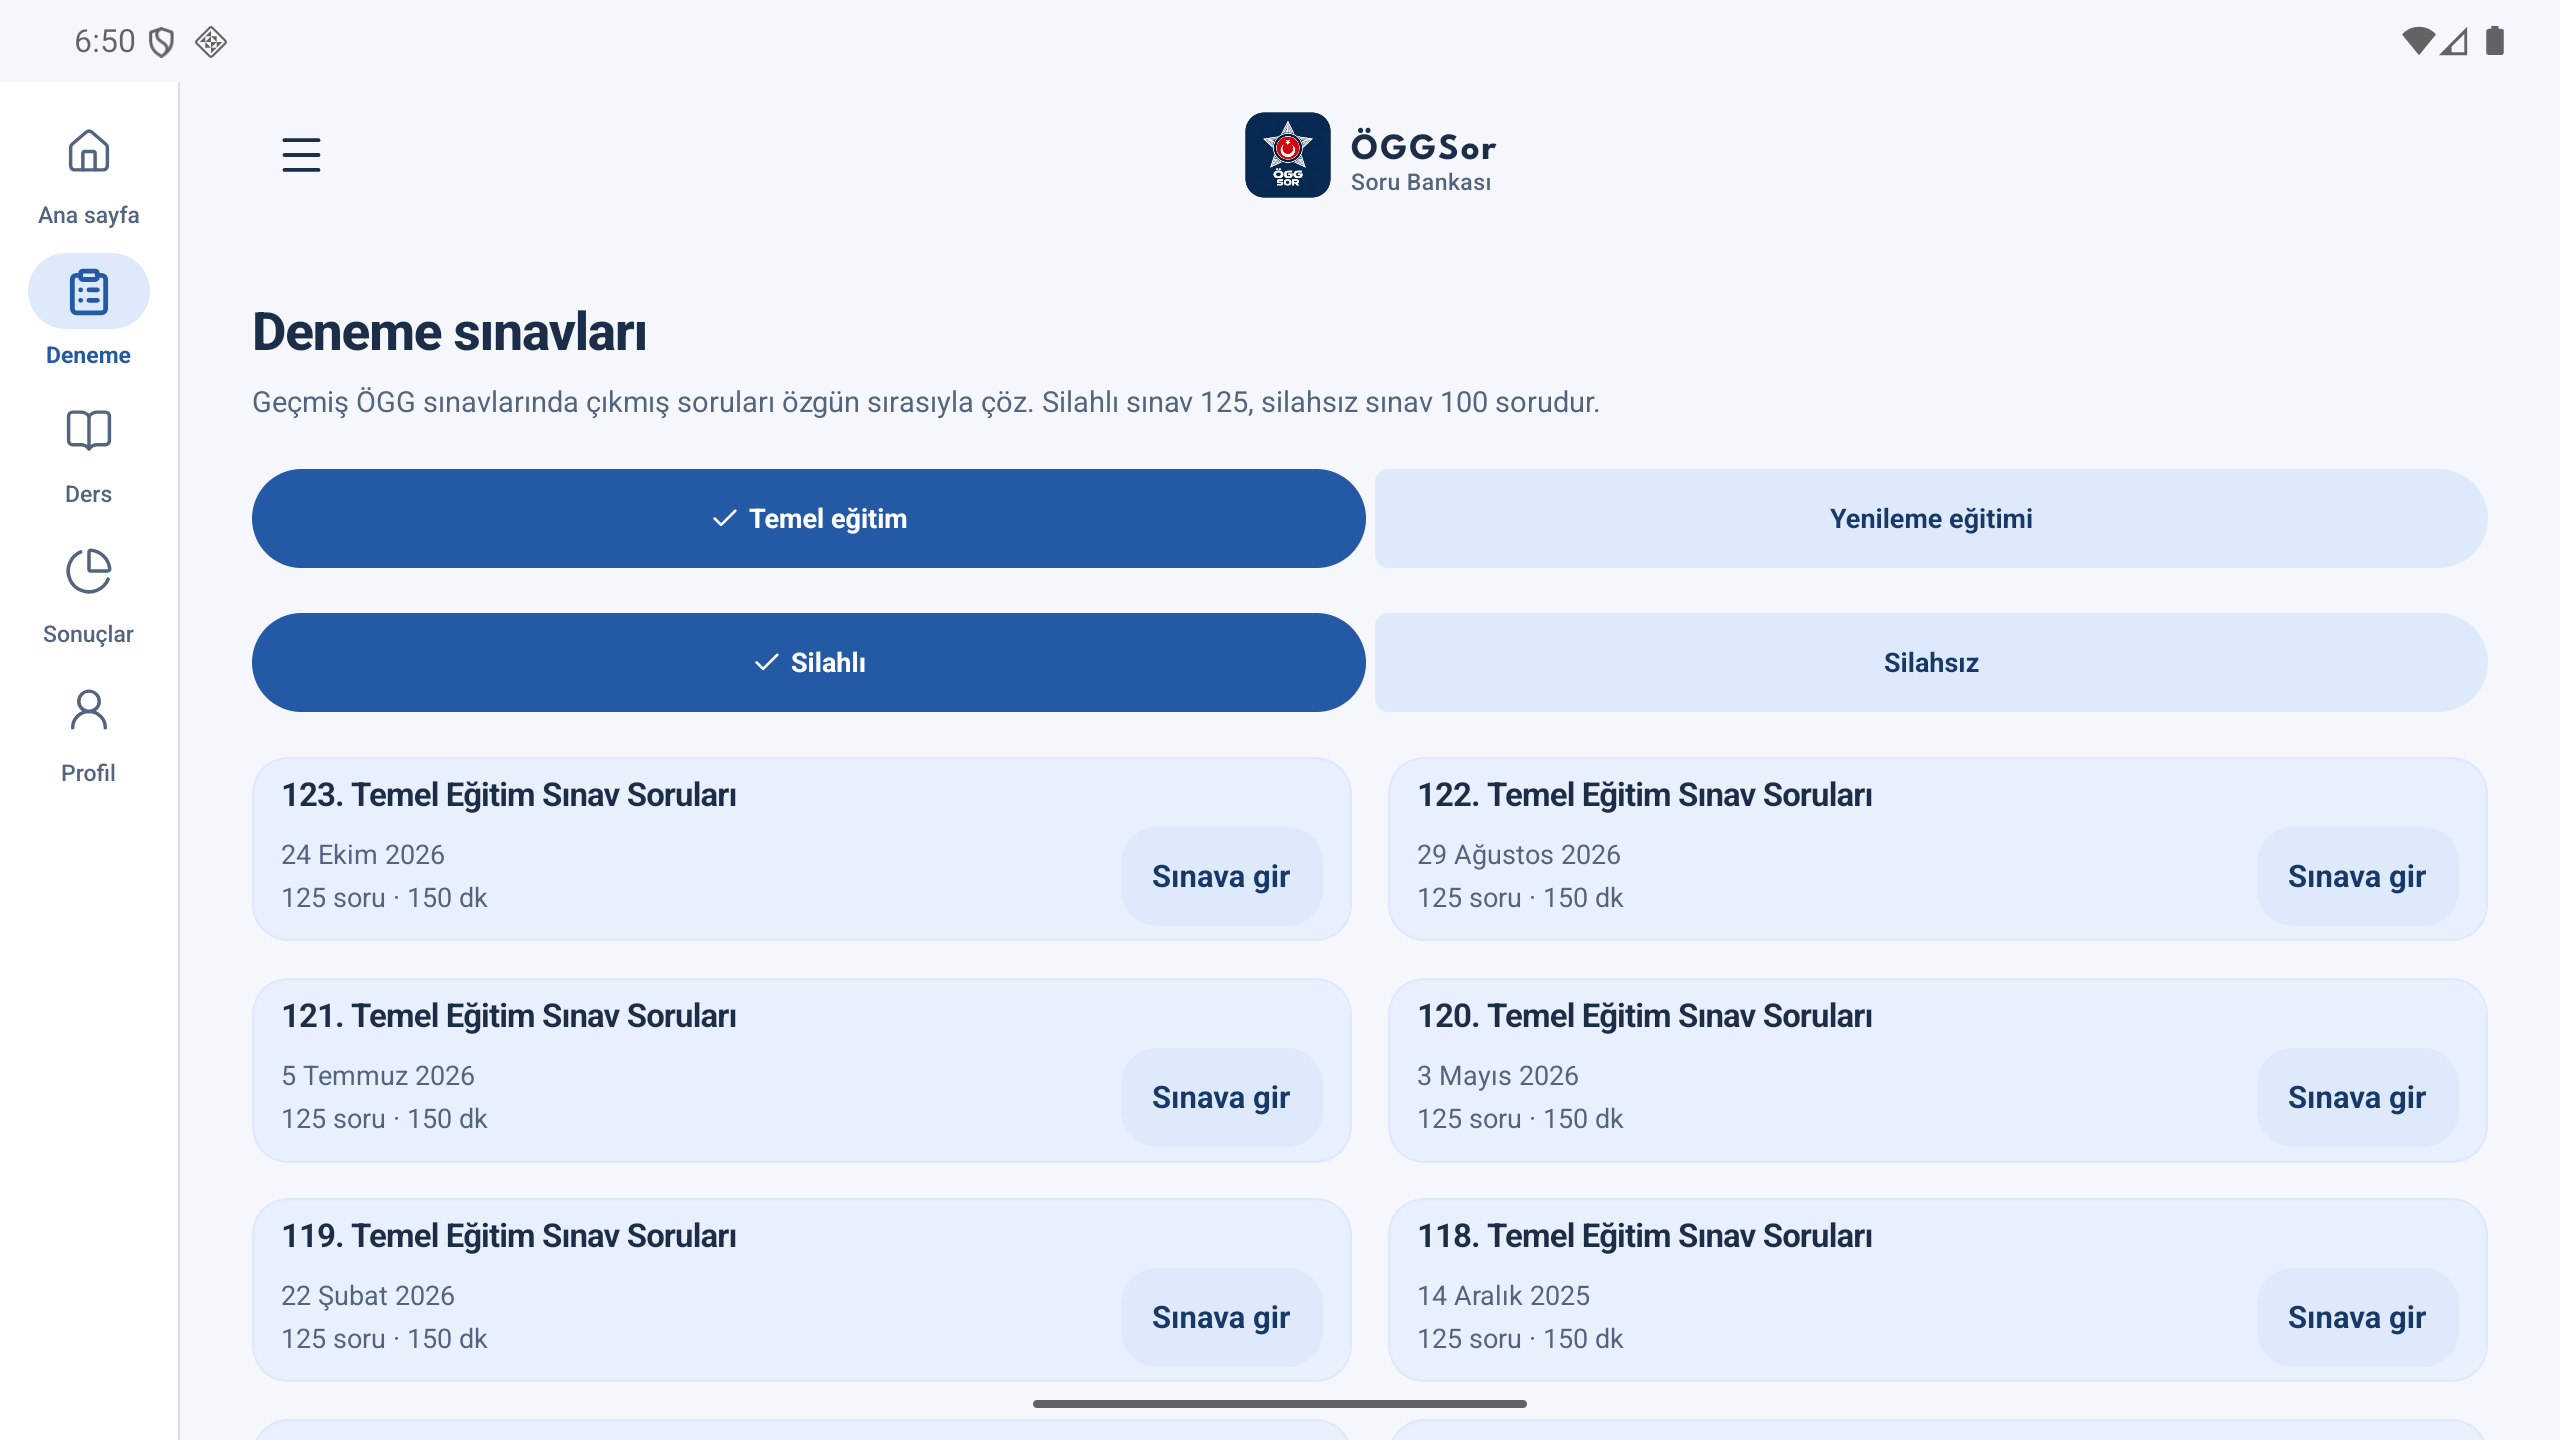 6:50
ÖGG
SOR
ÖGGSor
Soru Bankası
Ana sayfa
Deneme
Ders
Sonuçlar
Profil
Deneme sınavları
Geçmiş ÖGG sınavlarında çıkmış soruları özgün sırasıyla çöz. Silahlı sınav 125, silahsız sınav 100 sorudur.
Temel eğitim
Yenileme eğitimi
Silahlı
Silahsız
123. Temel Eğitim Sınav Soruları
24 Ekim 2026
125 soru · 150 dk
Sınava gir
122. Temel Eğitim Sınav Soruları
29 Ağustos 2026
125 soru · 150 dk
Sınava gir
121. Temel Eğitim Sınav Soruları
5 Temmuz 2026
125 soru · 150 dk
Sınava gir
120. Temel Eğitim Sınav Soruları
3 Mayıs 2026
125 soru · 150 dk
Sınava gir
119. Temel Eğitim Sınav Soruları
22 Şubat 2026
125 soru · 150 dk
Sınava gir
118. Temel Eğitim Sınav Soruları
14 Aralık 2025
125 soru · 150 dk
Sınava gir